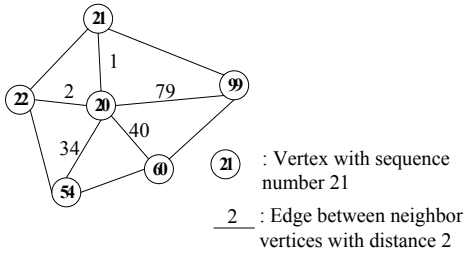 21
1
22
2
20
79
99
34
40
54
60
21 : Vertex with sequence
number 21
2 : Edge between neighbor
vertices with distance 2